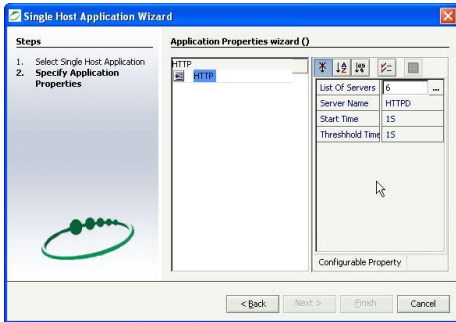 Single Host Application Wizard
Steps
1. Select Single Host Application
2. Specify Application
Properties
Application Properties wizard ()
HTTP
HTTP
List Of Servers 6 ...
Server Name HTTPD
Start Time 15
Threshhold Time 15
Configurable Property
< Back
Next >
Finish
Cancel